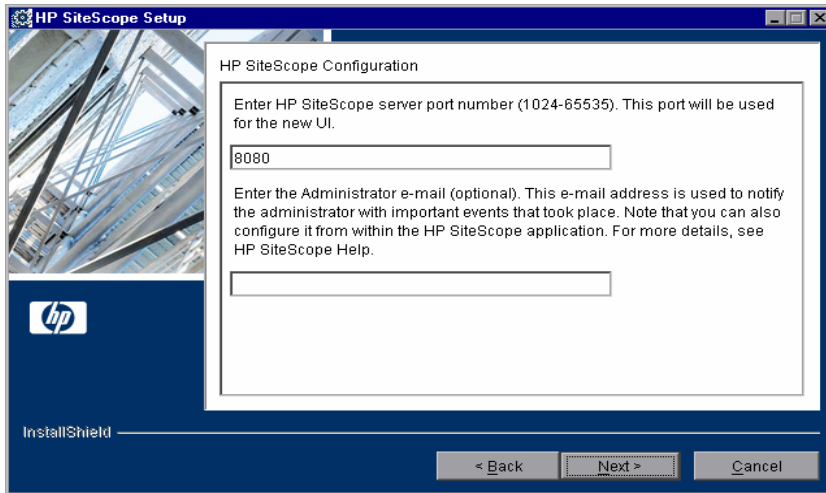 HP SiteScope Setup
HP SiteScope Configuration
Enter HP SiteScope server port number (1024-65535). This port will be used
for the new UI.
8080
Enter the Administrator e-mail (optional). This e-mail address is used to notify
the administrator with important events that took place. Note that you can also
configure it from within the HP SiteScope application. For more details, see
HP SiteScope Help.
hp
InstallShield
< Back
Next >
Cancel